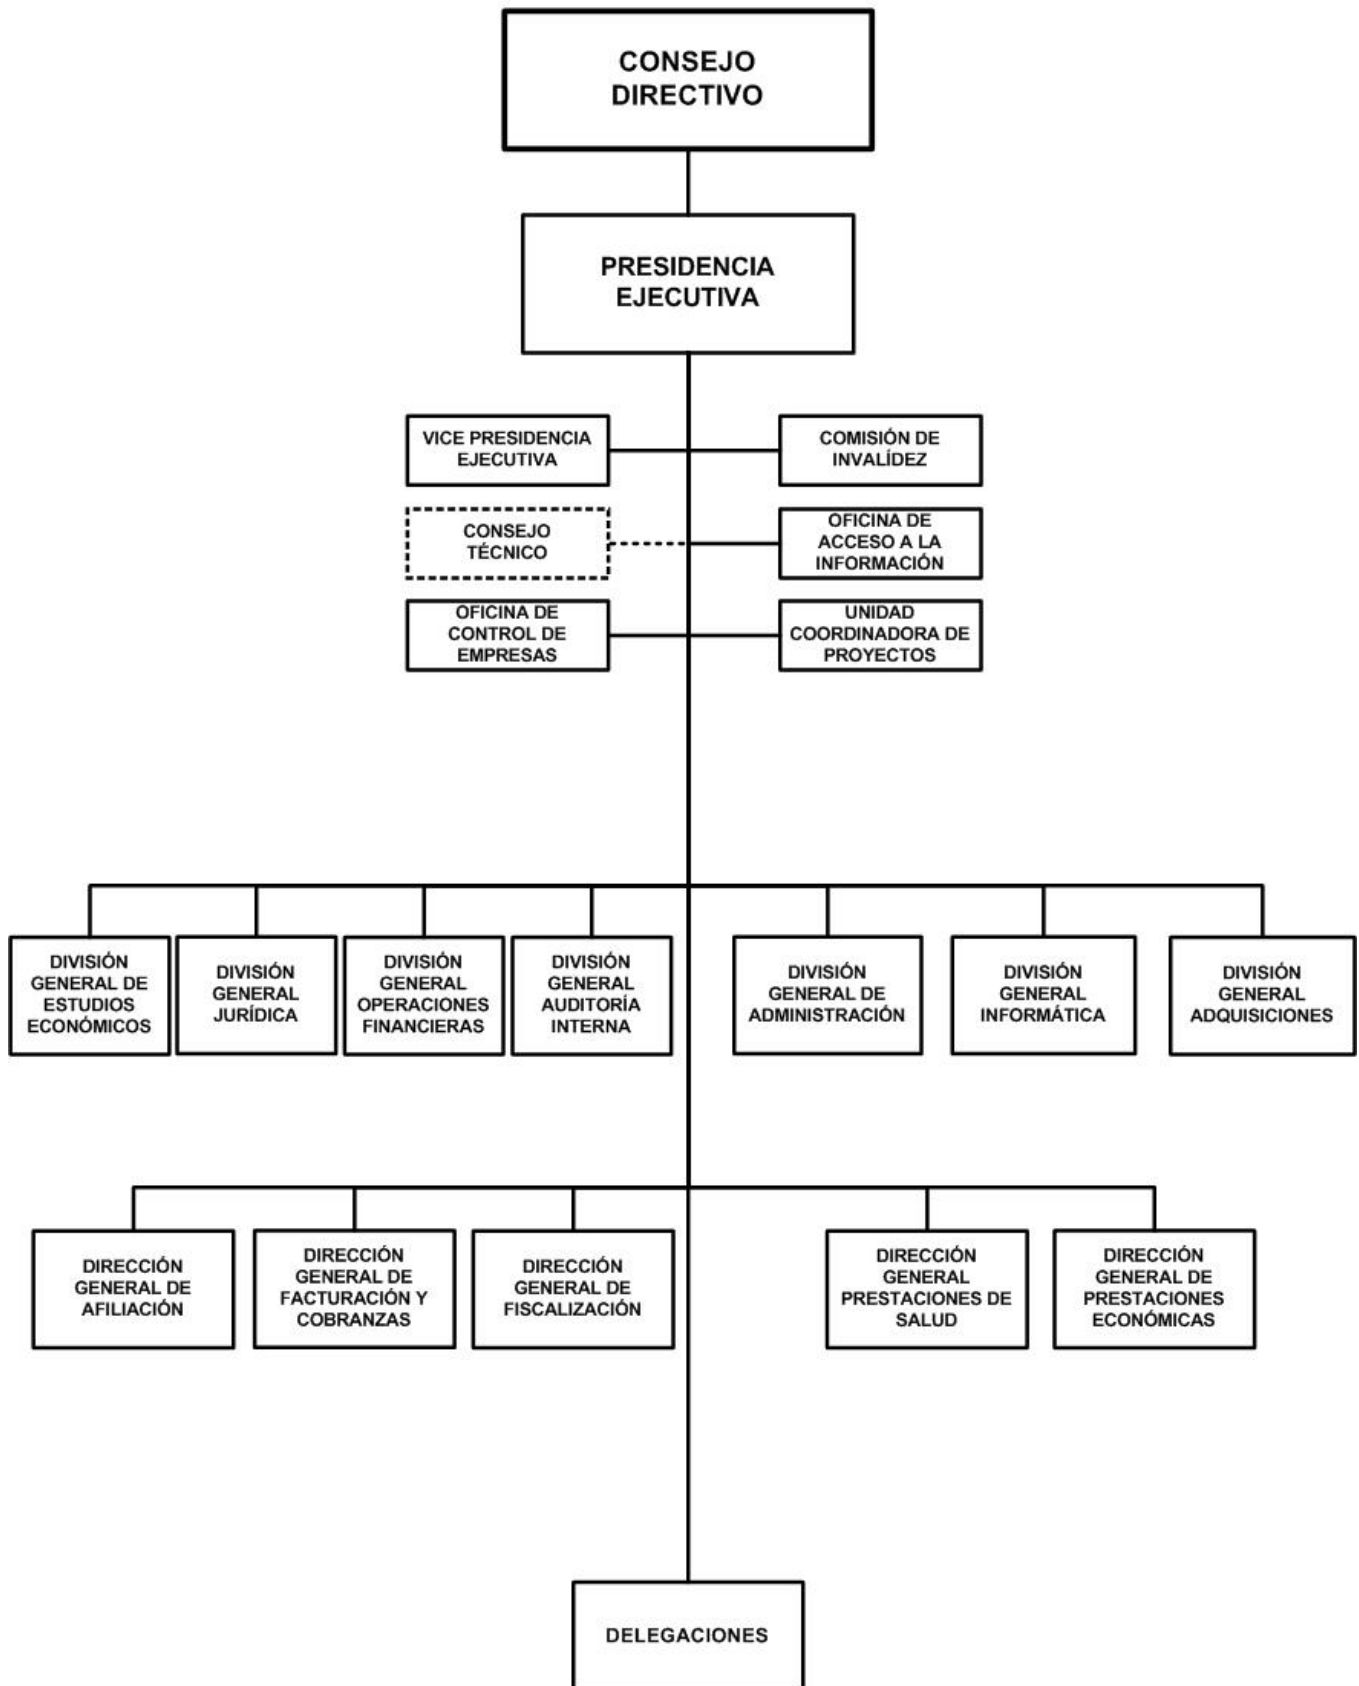 CONSEJO
DIRECTIVO
PRESIDENCIA
EJECUTIVA
VICE PRESIDENCIA
EJECUTIVA
COMISIÓN DE
INVALÍDEZ
CONSEJO
TÉCNICO
OFICINA DE
ACCESO A LA
INFORMACIÓN
OFICINA DE
CONTROL DE
EMPRESAS
UNIDAD
COORDINADORA DE
PROYECTOS
DIVISIÓN
GENERAL DE
ESTUDIOS
ECONÓMICOS
DIVISIÓN
GENERAL
JURÍDICA
DIVISIÓN
GENERAL
OPERACIONES
FINANCIERAS
DIVISIÓN
GENERAL
AUDITORÍA
INTERNA
DIVISIÓN
GENERAL DE
ADMINISTRACIÓN
DIVISIÓN
GENERAL
INFORMÁTICA
DIVISIÓN
GENERAL
ADQUISICIONES
DIRECCIÓN
GENERAL DE
AFILIACIÓN
DIRECCIÓN
GENERAL DE
FACTURACIÓN Y
COBRANZAS
DIRECCIÓN
GENERAL DE
FISCALIZACIÓN
DIRECCIÓN
GENERAL
PRESTACIONES DE
SALUD
DIRECCIÓN
GENERAL DE
PRESTACIONES
ECONÓMICAS
DELEGACIONES